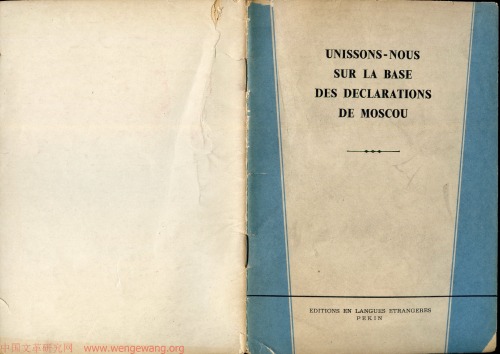 UNISSONS-NOUS
SUR LA BASE
DES DECLARATIONS
DE MOSCOU
EDITIONS EN LANGUES ETRANGERES
PEKIN
中国文革研究网 www.wengewang.org